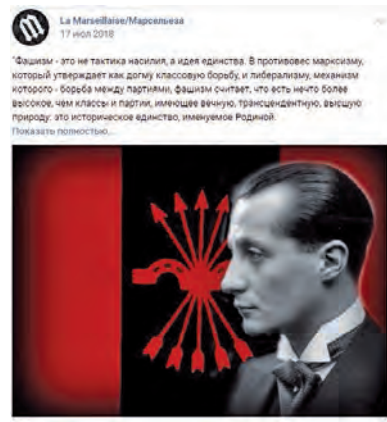 La Marseillaise/Марсельеза
17 июл 2018
"Фашизм - это не тактика насилия, а идея единства. В противовес марксизму,
который утверждает как догму классовую борьбу, и либерализму, механизм
которого - борьба между партиями, фашизм считает, что есть нечто более
высокое, чем классы и партии, имеющее вечную, трансцендентную, высшую
природу: это историческое единство, именуемое Родиной.
Показать полностью...